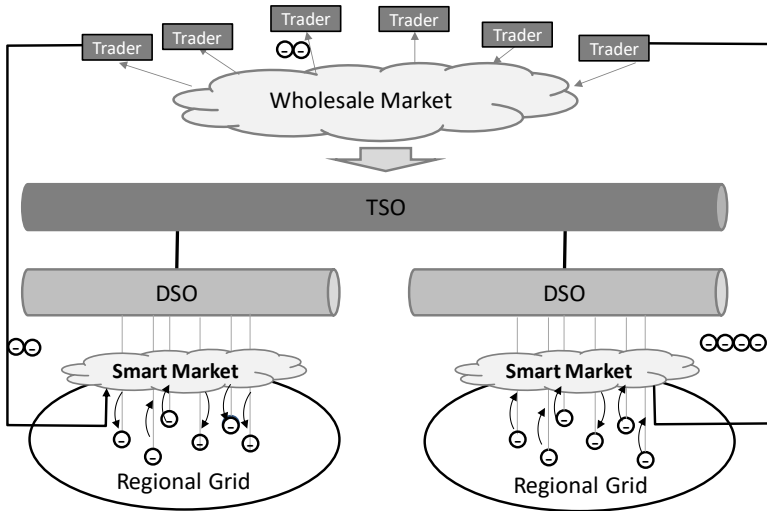 Trader
Trader
Trader
Trader
Trader
Trader
Wholesale Market
TSO
DSO
DSO
Smart Market
Smart Market
Regional Grid
Regional Grid